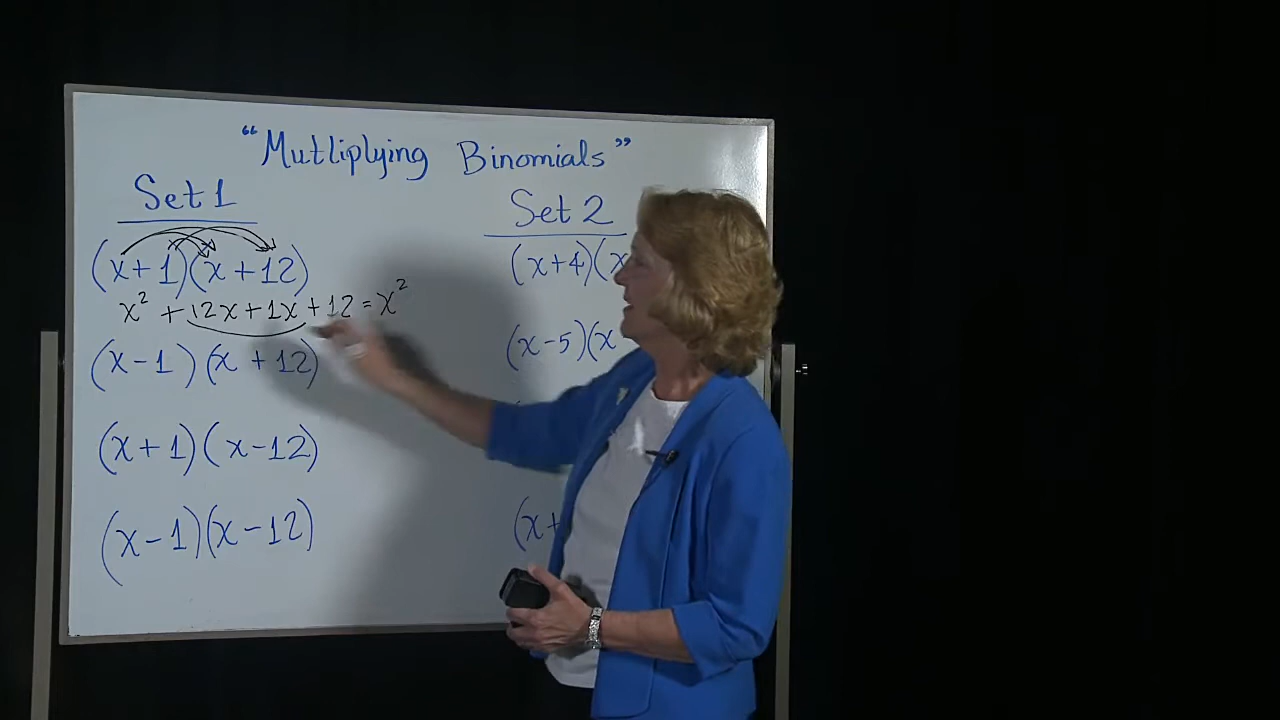 "Mutliplying Binomials"
Set 1
(x+1)(x+12)
x² +12x+1x+12=x²
(x-1)(x+12)
(x+1)(x-12)
(x-1)(x-12)
Set 2
(x+4)(x
(x-5)(x
(x+